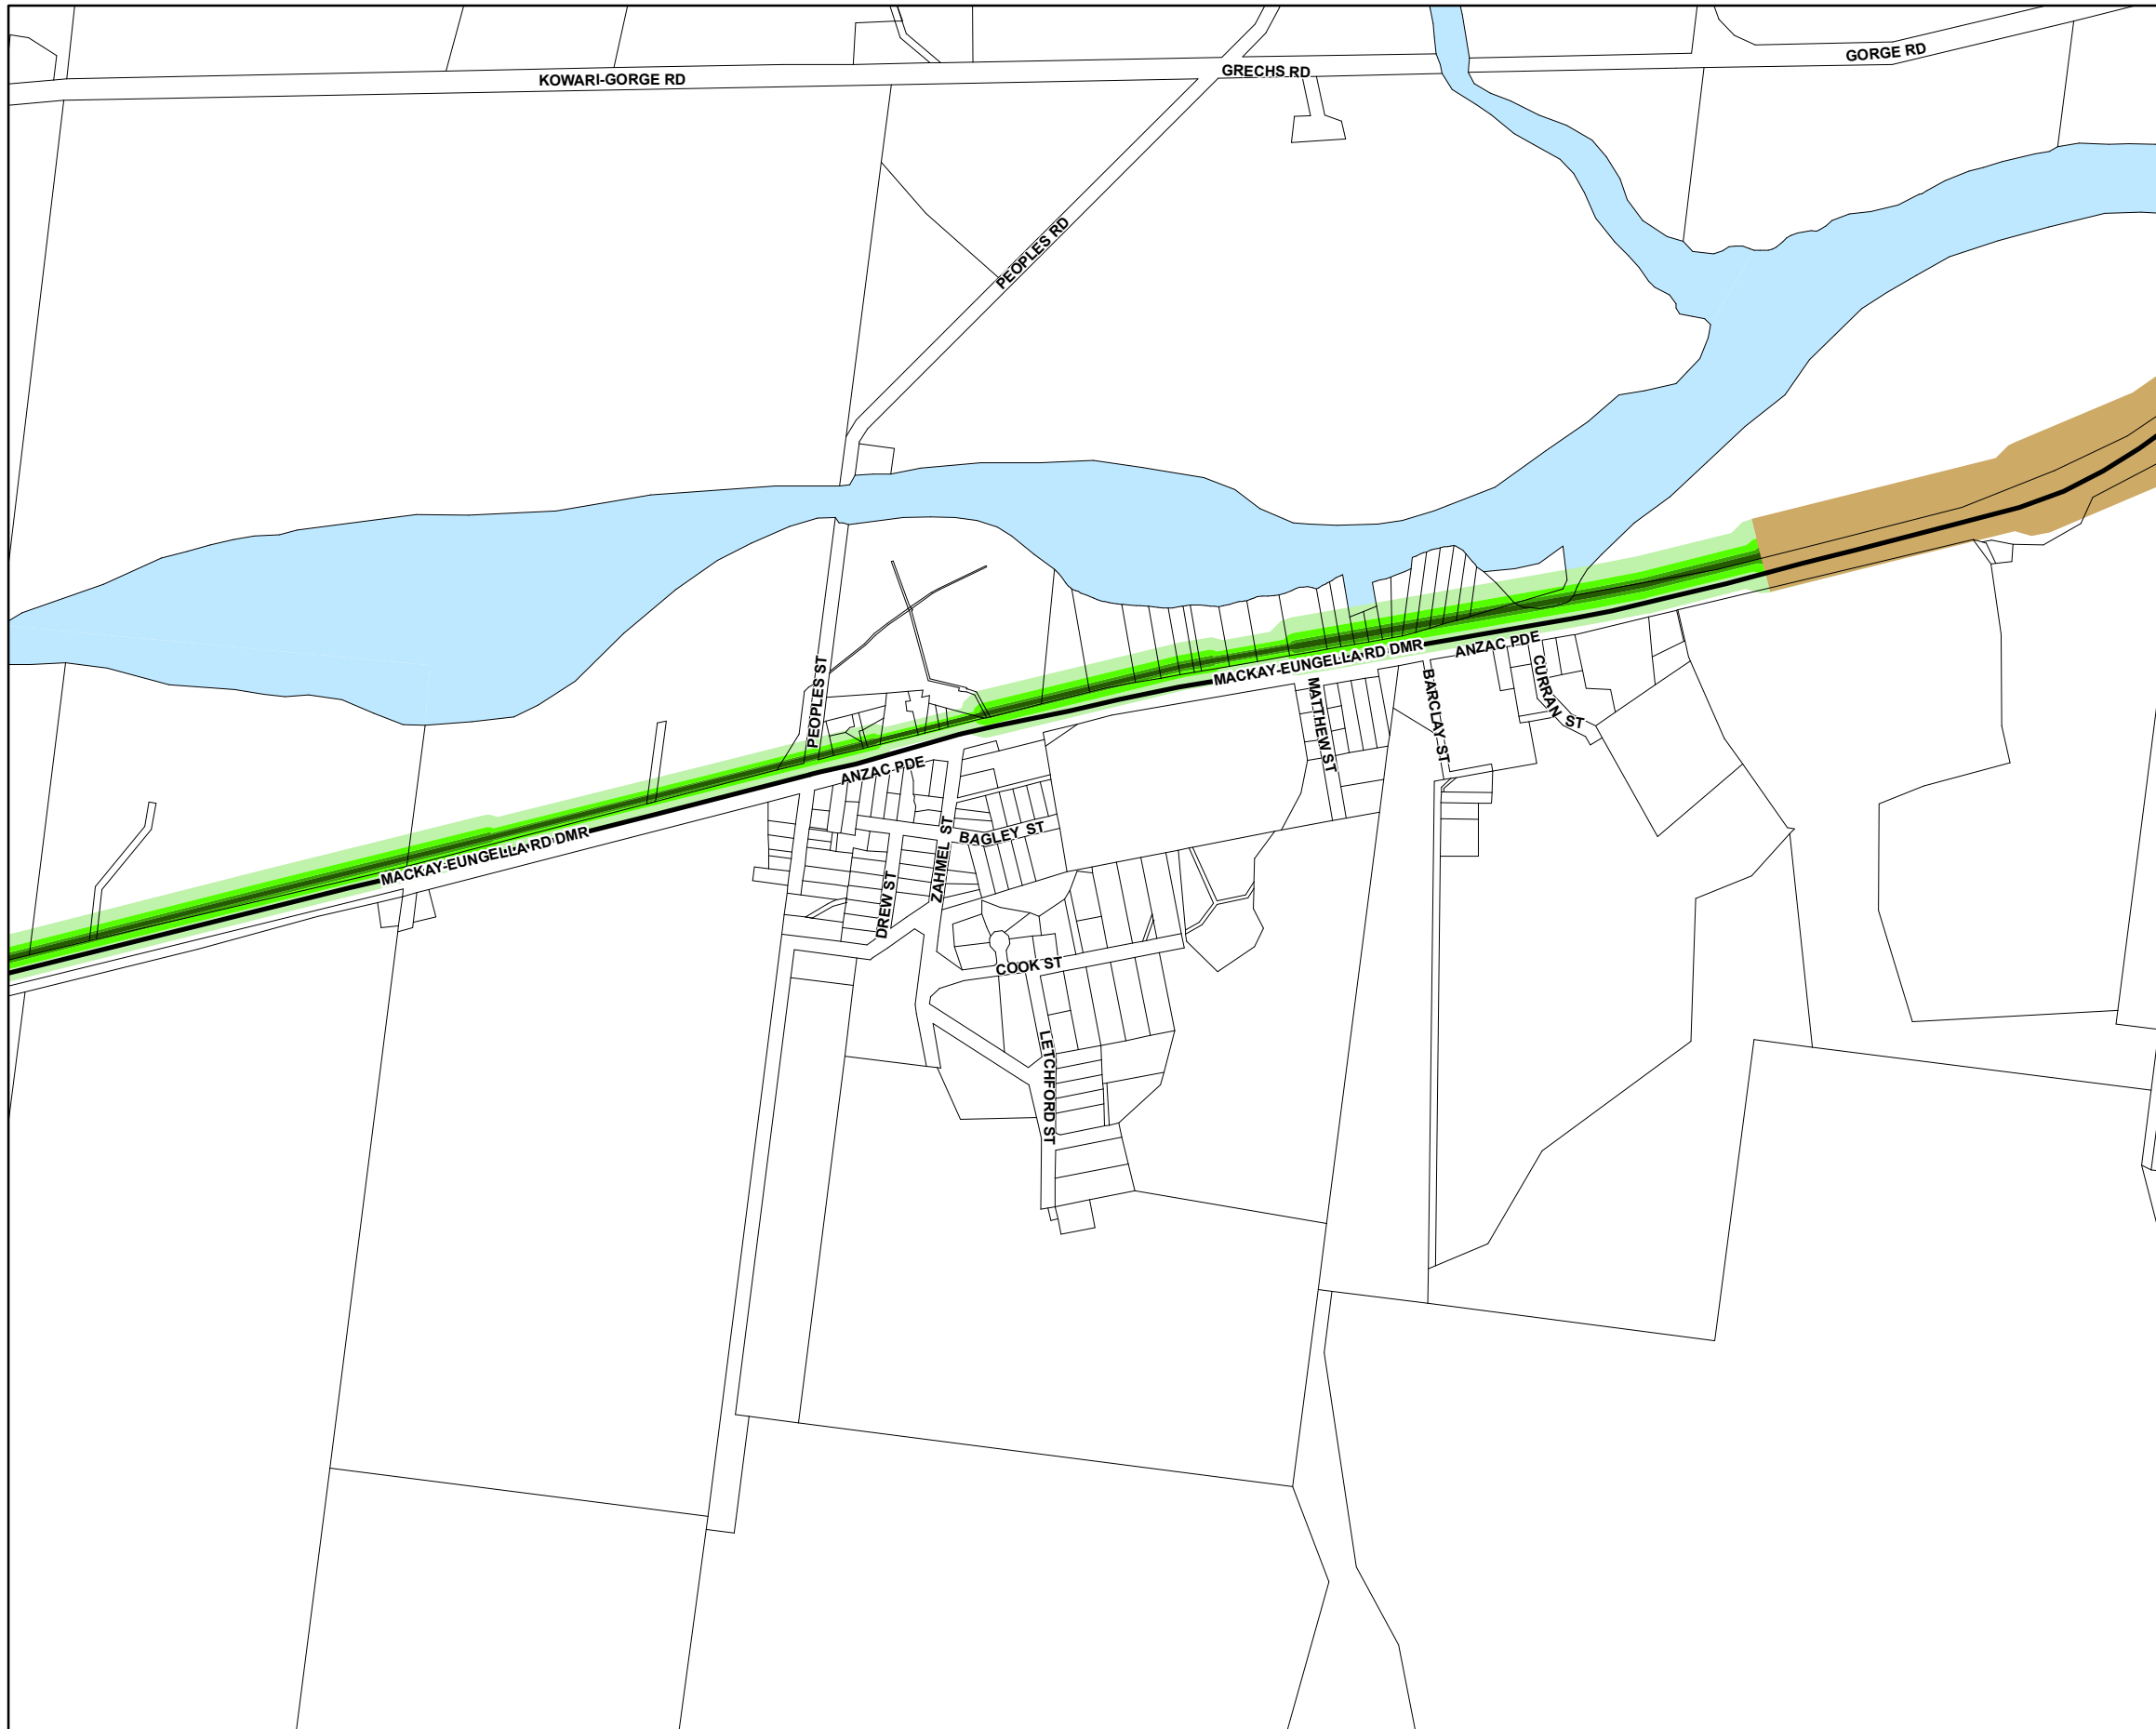 GORGE RD
GRECHS RD
KOWARI-GORGE RD
PEOPLES RD
ANZAC PDE
MACKAY-EUNGELLA RD DMR
CURRAN ST
PEOPLES ST
MATTHEW ST
BARCLAY ST
ANZAC PDE
BAGLEY ST
MACKAY-EUNGELLA RD DMR
ZAHMEL ST
DREW ST
COOK ST
LETCHFORD ST